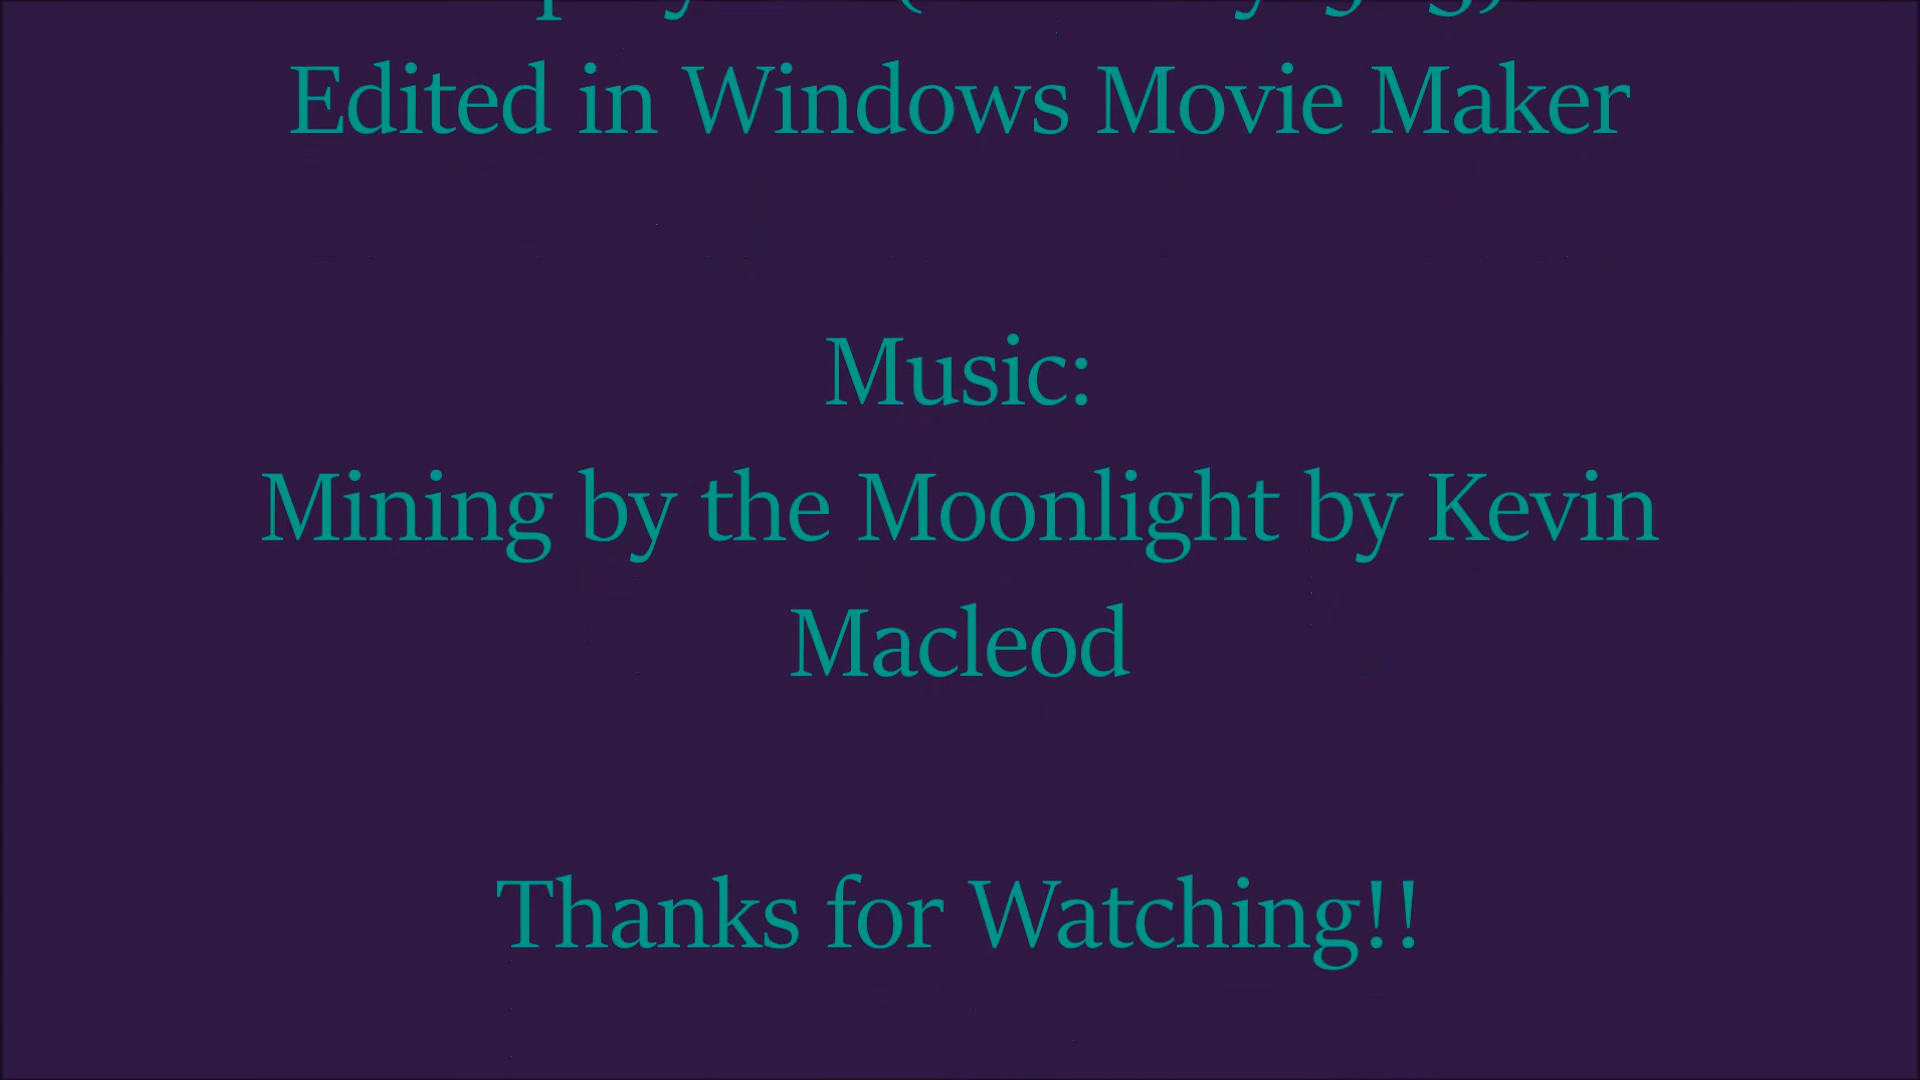 Edited in Windows Movie Maker
Music:
Mining by the Moonlight by Kevin
Macleod
Thanks for Watching!!